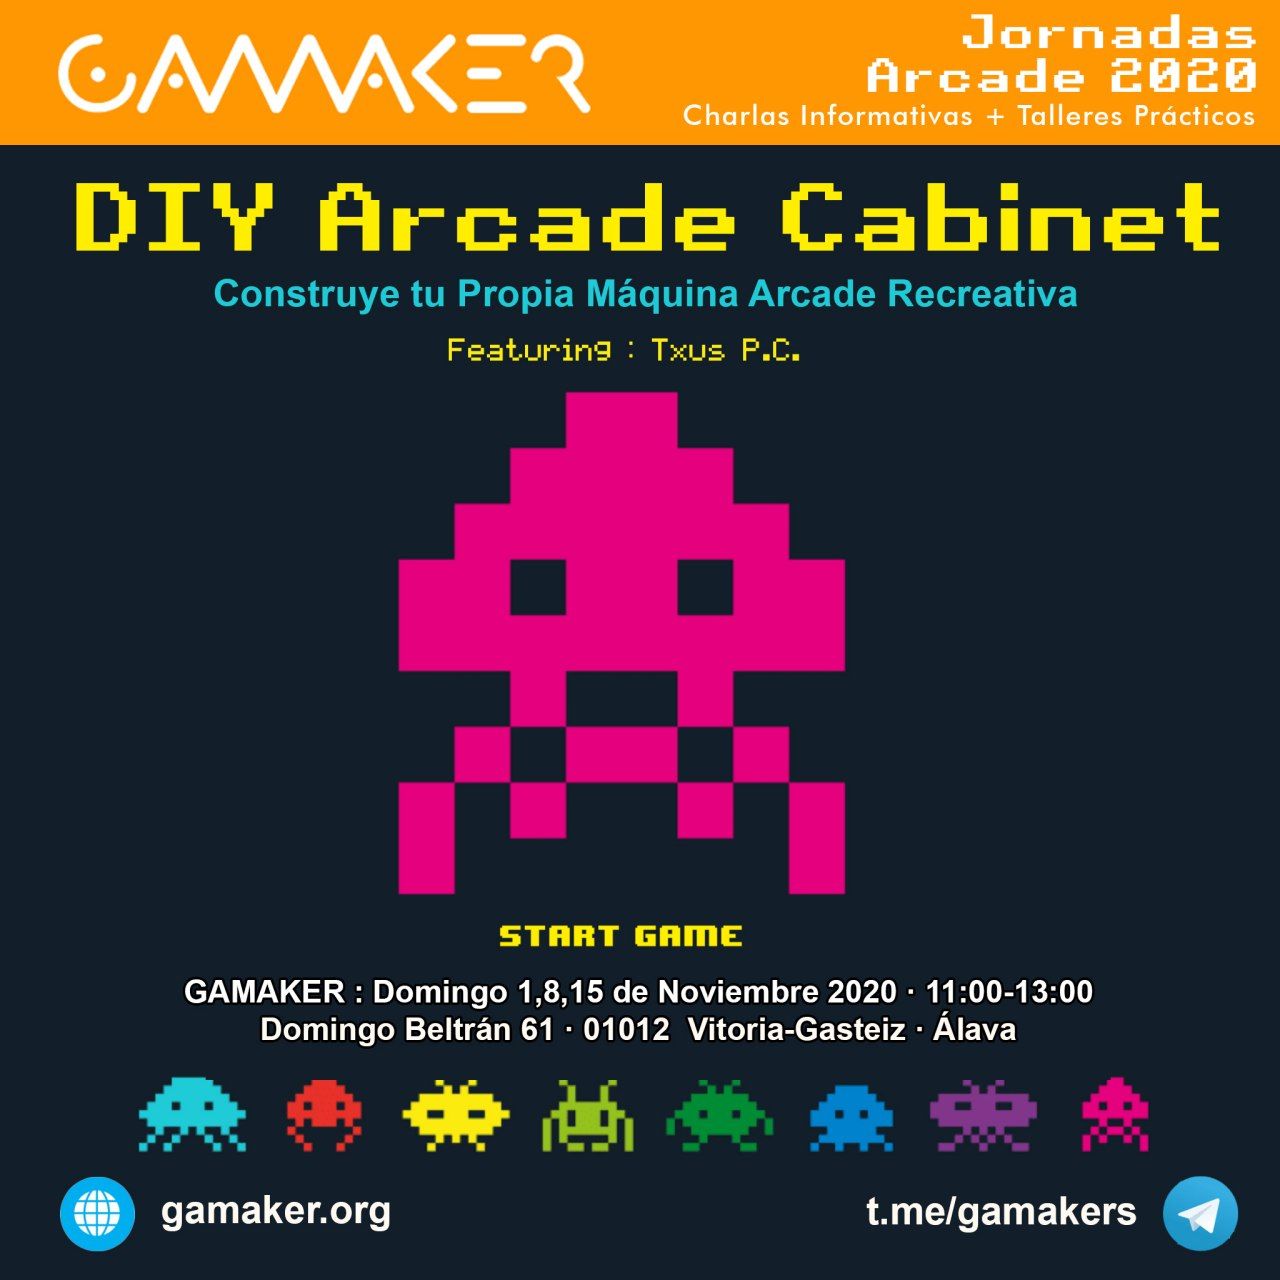 GAMAKER
Jornadas
Arcade 2020
Charlas Informativas + Talleres Prácticos
DIY Arcade Cabinet
Construye tu Propia Máquina Arcade Recreativa
Featuring : Txus P.C.
START GAME
GAMAKER : Domingo 1,8,15 de Noviembre 2020 · 11:00-13:00
Domingo Beltrán 61 · 01012 Vitoria-Gasteiz · Álava
gamaker.org
t.me/gamakers